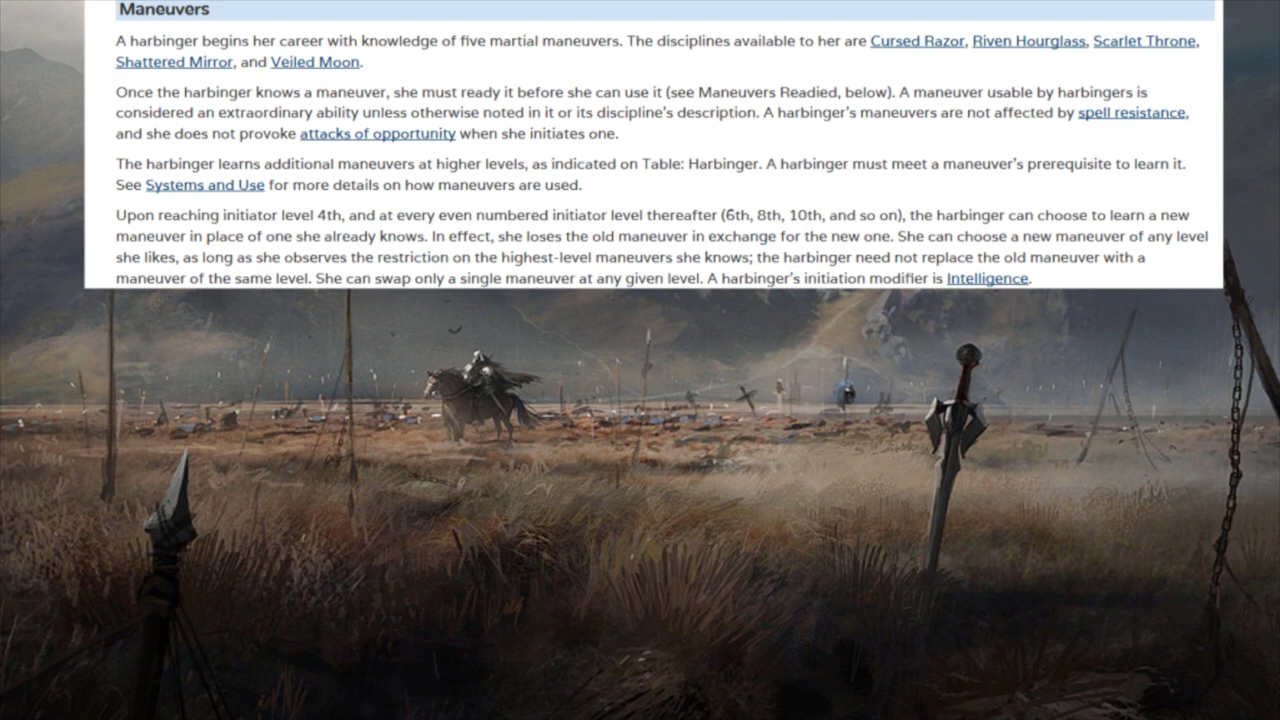 Maneuvers
A harbinger begins her career with knowledge of five martial maneuvers. The disciplines available to her are Cursed Razor, Riven Hourglass, Scarlet Throne,
Shattered Mirror, and Veiled Moon.
Once the harbinger knows a maneuver, she must ready it before she can use it (see Maneuvers Readied, below). A maneuver usable by harbingers is
considered an extraordinary ability unless otherwise noted in it or its discipline's description. A harbinger's maneuvers are not affected by spell resistance,
and she does not provoke attacks of opportunity when she initiates one.
The harbinger learns additional maneuvers at higher levels, as indicated on Table: Harbinger. A harbinger must meet a maneuver's prerequisite to learn it.
See Systems and Use for more details on how maneuvers are used.
Upon reaching initiator level 4th, and at every even numbered initiator level thereafter (6th, 8th, 10th, and so on), the harbinger can choose to learn a new
maneuver in place of one she already knows. In effect, she loses the old maneuver in exchange for the new one. She can choose a new maneuver of any level
she likes, as long as she observes the restriction on the highest-level maneuvers she knows; the harbinger need not replace the old maneuver with a
maneuver of the same level. She can swap only a single maneuver at any given level. A harbinger's initiation modifier is Intelligence.